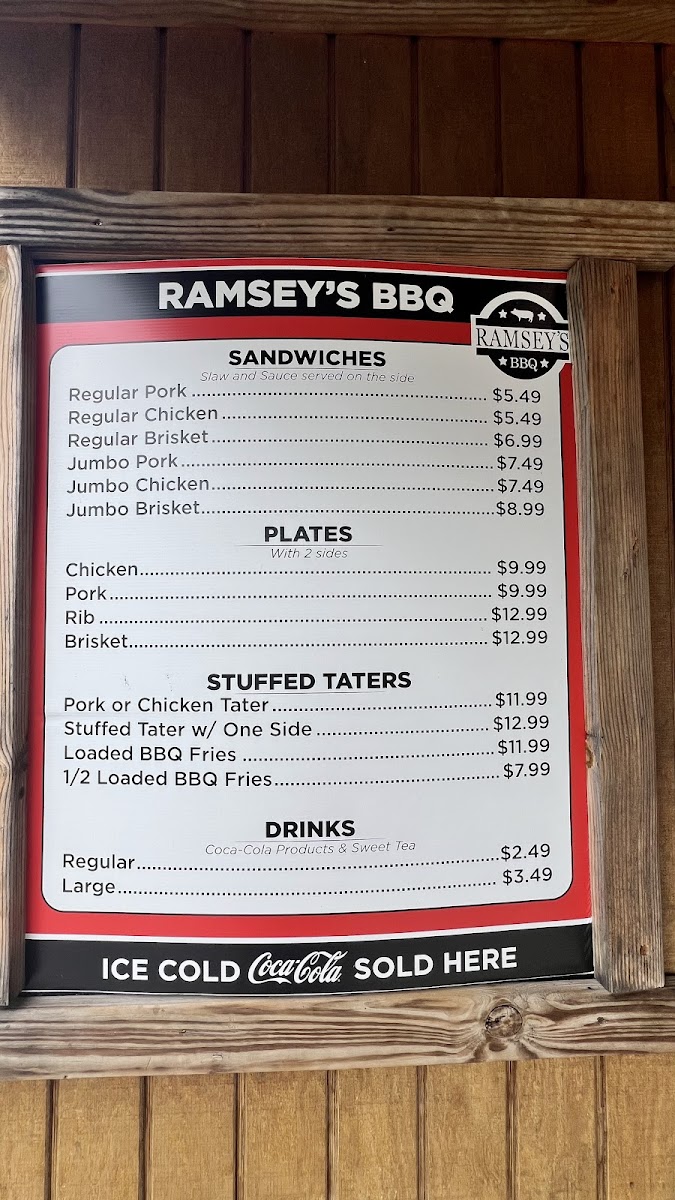 RAMSEY'S BBQ
RAMSEY'S
BBQ
SANDWICHES
Slaw and Sauce served on the side
Regular Pork ........ $5.49
Regular Chicken ........ $5.49
Regular Brisket ........ $6.99
Jumbo Pork ........ $7.49
Jumbo Chicken ........ $7.49
Jumbo Brisket ........ $8.99
PLATES
With 2 sides
Chicken ........ $9.99
Pork ........ $9.99
Rib ........ $12.99
Brisket ........ $12.99
STUFFED TATERS
Pork or Chicken Tater ........ $11.99
Stuffed Tater w/ One Side ........ $12.99
Loaded BBQ Fries ........ $11.99
1/2 Loaded BBQ Fries ........ $7.99
DRINKS
Coca-Cola Products & Sweet Tea
Regular ........ $2.49
Large ........ $3.49
ICE COLD Coca-Cola SOLD HERE